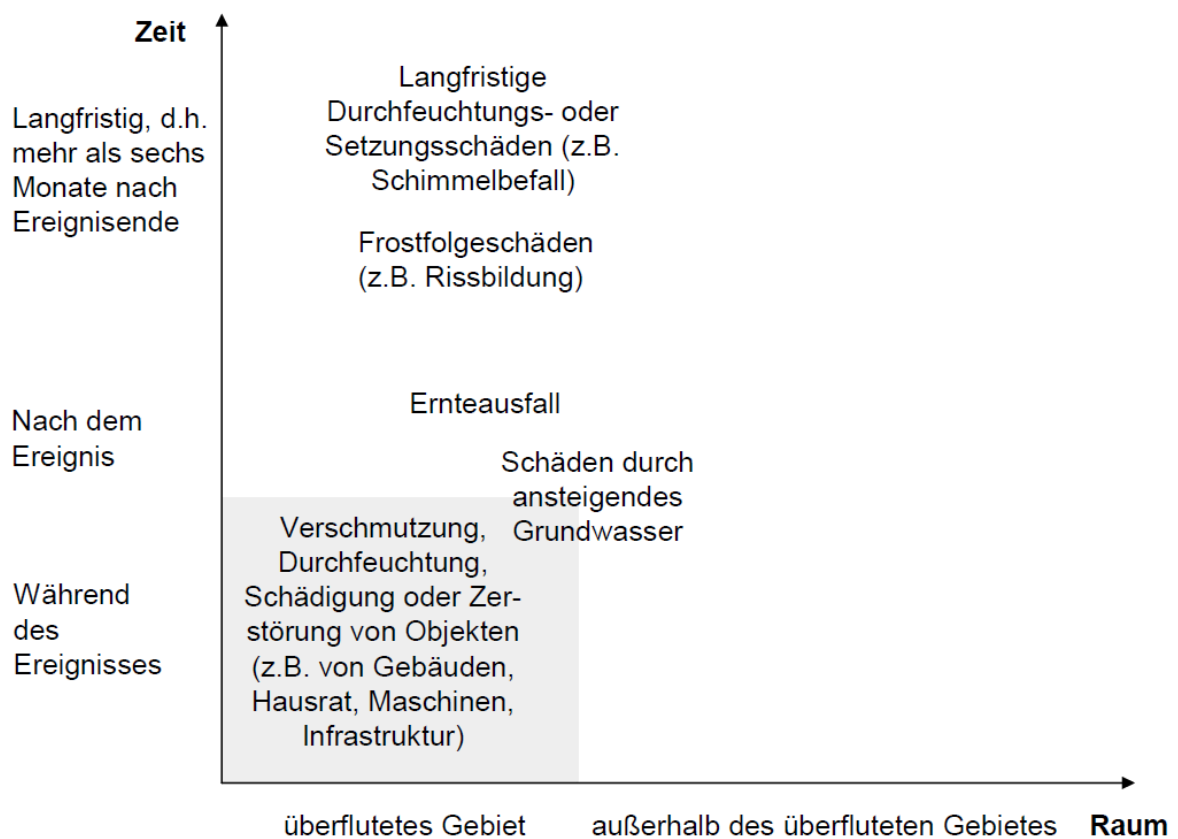 Zeit
Langfristig, d.h.
mehr als sechs
Monate nach
Ereignisende
Langfristige
Durchfeuchtungs- oder
Setzungsschäden (z.B.
Schimmelbefall)
Frostfolgeschäden
(z.B. Rissbildung)
Nach dem
Ereignis
Ernteausfall
Schäden durch
ansteigendes
Grundwasser
Während
des
Ereignisses
Verschmutzung,
Durchfeuchtung,
Schädigung oder Zer-
störung von Objekten
(z.B. von Gebäuden,
Hausrat, Maschinen,
Infrastruktur)
überflutetes Gebiet
außerhalb des überfluteten Gebietes
Raum